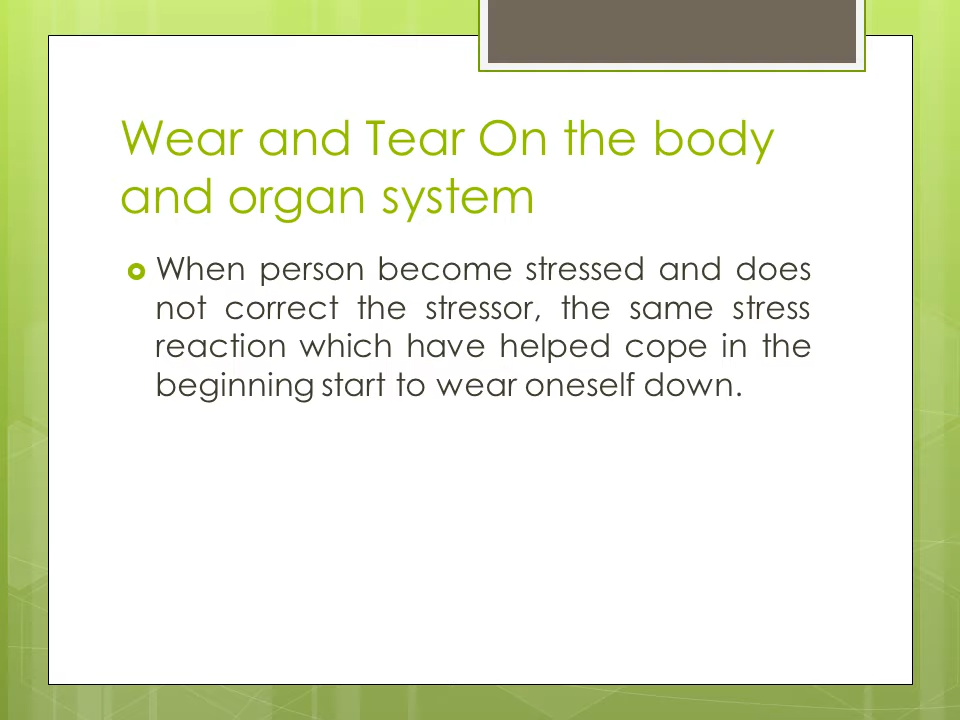 Wear and Tear On the body
and organ system
When person become stressed and does
not correct the stressor, the same stress
reaction which have helped cope in the
beginning start to wear oneself down.